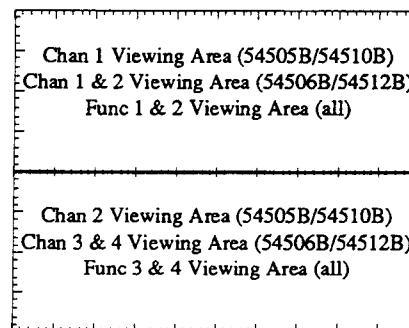 Chan 1 Viewing Area (54505B/54510B)
Chan 1 & 2 Viewing Area (54506B/54512B)
Func 1 & 2 Viewing Area (all)
Chan 2 Viewing Area (54505B/54510B)
Chan 3 & 4 Viewing Area (54506B/54512B)
Func 3 & 4 Viewing Area (all)